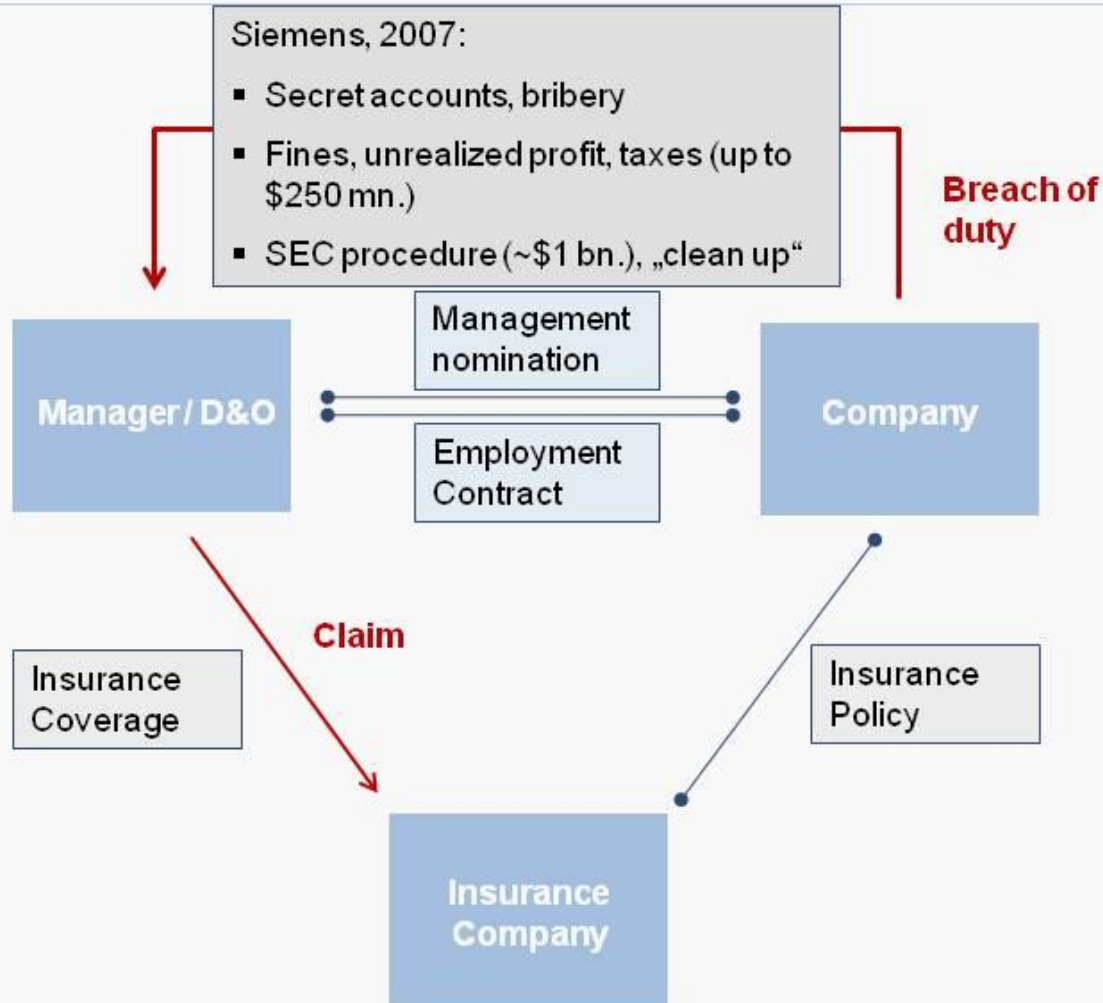 Siemens, 2007:
▪ Secret accounts, bribery
▪ Fines, unrealized profit, taxes (up to
$250 mn.)
▪ SEC procedure (~$1 bn.), „clean up“
Breach of
duty
Management
nomination
Manager / D&O
Company
Employment
Contract
Claim
Insurance
Coverage
Insurance
Policy
Insurance
Company